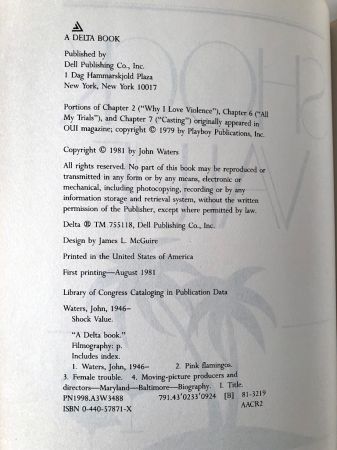 A DELTA BOOK
Published by
Dell Publishing Co., Inc.
1 Dag Hammarskjold Plaza
New York, New York 10017
Portions of Chapter 2 ("Why I Love Violence"), Chapter 6 ("All
My Trials"), and Chapter 7 ("Casting") originally appeared in
OUI magazine; copyright © 1979 by Playboy Publications, Inc.
Copyright © 1981 by John Waters
All rights reserved. No part of this book may be reproduced or
transmitted in any form or by any means, electronic or
mechanical, including photocopying, recording or by any
information storage and retrieval system, without the written
permission of the Publisher, except where permitted by law.
Delta ® TM 755118, Dell Publishing Co., Inc.
Design by James L. McGuire
Printed in the United States of America
First printing—August 1981
Library of Congress Cataloging in Publication Data
Waters, John, 1946–
Shock Value.
"A Delta book."
Filmography: p.
Includes index.
1. Waters, John, 1946– 2. Pink flamingo.
3. Female trouble. 4. Moving-picture producers and
directors—Maryland—Baltimore—Biography. I. Title.
PN1998.A3W3488 791.43'0233'0924 [B] 81-3219
ISBN 0-440-57871-X AACR2